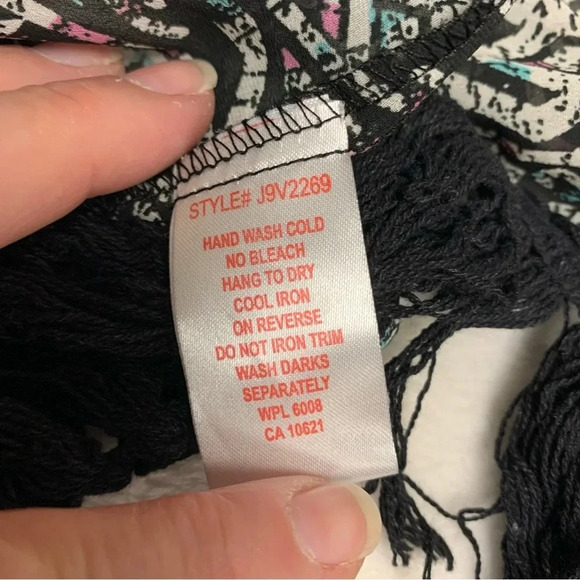 STYLE# J9V2269
HAND WASH COLD
NO BLEACH
HANG TO DRY
COOL IRON
ON REVERSE
DO NOT IRON TRIM
WASH DARKS
SEPARATELY
WPL 6008
CA 10621